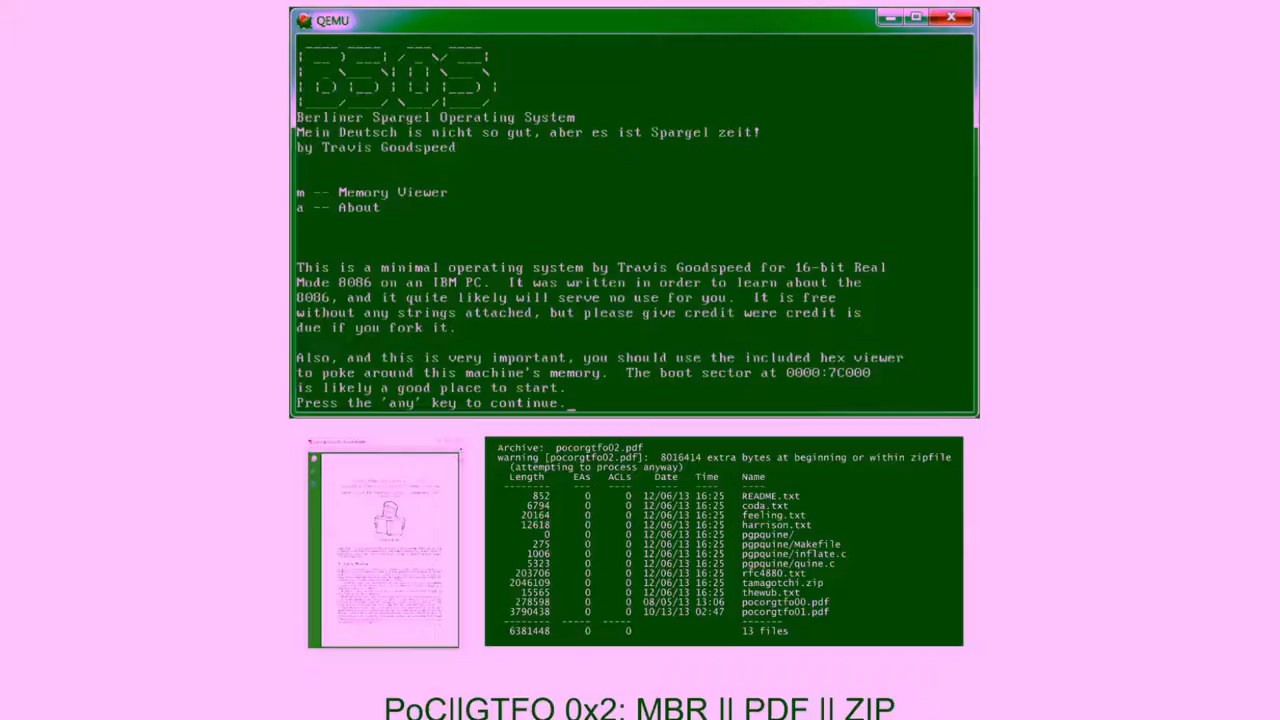 QEMU
Berliner Spargel Operating System
Mein Deutsch is nicht so gut, aber es ist Spargel zeit!
by Travis Goodspeed
m -- Memory Viewer
a -- About
This is a minimal operating system by Travis Goodspeed for 16-bit Real
Mode 8086 on an IBM PC.  It was written in order to learn about the
8086, and it quite likely will serve no use for you.  It is free
without any strings attached, but please give credit were credit is
due if you fork it.
Also, and this is very important, you should use the included hex viewer
to poke around this machine's memory.  The boot sector at 0000:7C000
is likely a good place to start.
Press the 'any' key to continue._
Archive:  pocorgtfo02.pdf
warning [pocorgtfo02.pdf]:  8016414 extra bytes at beginning or within zipfile
(attempting to process anyway)
Length EAs ACLs Date Time Name
-------- --- ---- ---- ---- ----
852 0 0 12/06/13 16:25 README.txt
6794 0 0 12/06/13 16:25 coda.txt
20164 0 0 12/06/13 16:25 feeling.txt
12618 0 0 12/06/13 16:25 harrison.txt
0 0 0 12/06/13 16:25 pgpquine/
275 0 0 12/06/13 16:25 pgpquine/Makefile
1006 0 0 12/06/13 16:25 pgpquine/inflate.c
5323 0 0 12/06/13 16:25 pgpquine/quine.c
203706 0 0 12/06/13 16:25 rfc4880.txt
2046109 0 0 12/06/13 16:25 tamagotchi.zip
15565 0 0 12/06/13 16:25 thewub.txt
278598 0 0 08/05/13 13:06 pocorgtfo00.pdf
3790438 0 0 10/13/13 02:47 pocorgtfo01.pdf
-------- ----- ----- -------
6381448 0 0 13 files
PoC||GTFO 0x2: MBR || PDF || ZIP